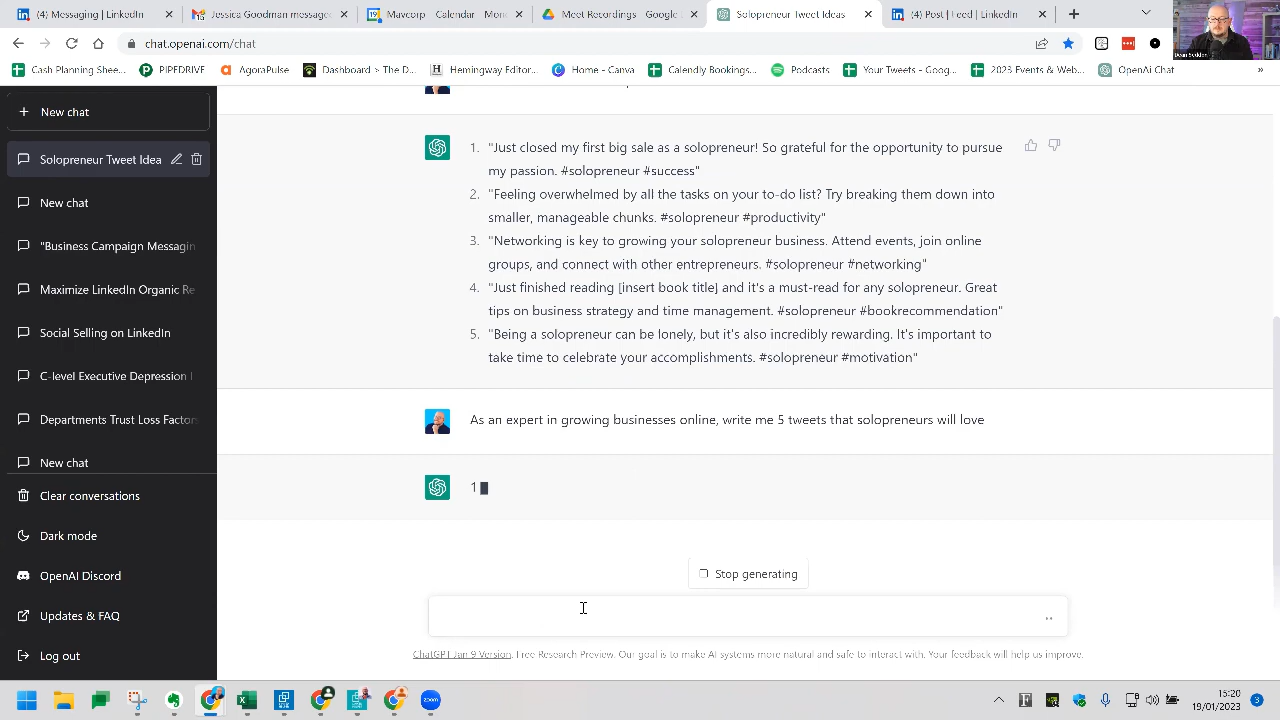 (4) Messaging | LinkedIn
Jessica Goodman messages
Mavcorp - Calendar
Meet Recordings - Google
Solopreneur Tweet Ideas
LinkedIn
chat.openai.com/chat
Dean Seddon
PIPEDRIVE
AgoraPulse
Dashboard > The D...
Hemingway Editor
Home - Canva
Calendly Bookings...
Podcasts
Your Tweets - Goog...
2023 Events & Web...
OpenAI Chat
»
+ New chat
Solopreneur Tweet Idea
New chat
"Business Campaign Messagin
Maximize LinkedIn Organic Re
Social Selling on LinkedIn
C-level Executive Depression I
Departments Trust Loss Factors
New chat
Clear conversations
Dark mode
OpenAI Discord
Updates & FAQ
Log out
1. "Just closed my first big sale as a solopreneur! So grateful for the opportunity to pursue
my passion. #solopreneur #success"
2. "Feeling overwhelmed by all the tasks on your to-do list? Try breaking them down into
smaller, manageable chunks. #solopreneur #productivity"
3. "Networking is key to growing your solopreneur business. Attend events, join online
groups, and connect with other entrepreneurs. #solopreneur #networking"
4. "Just finished reading [insert book title] and it's a must-read for any solopreneur. Great
tips on business strategy and time management. #solopreneur #bookrecommendation"
5. "Being a solopreneur can be lonely, but it's also incredibly rewarding. It's important to
take time to celebrate your accomplishments. #solopreneur #motivation"
As an expert in growing businesses online, write me 5 tweets that solopreneurs will love
1
Stop generating
ChatGPT Jan 9 Version. Free Research Preview. Our goal is to make AI systems more natural and safe to interact with. Your feedback will help us improve.
zoom
15:20
19/01/2023
3